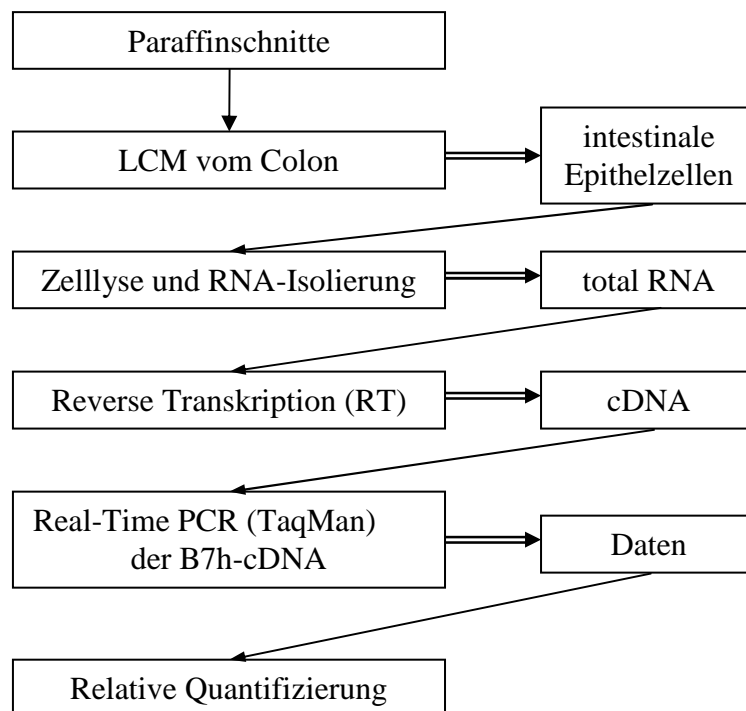 Paraffinschnitte
LCM vom Colon
intestinale
Epithelzellen
Zelllyse und RNA-Isolierung
total RNA
Reverse Transkription (RT)
cDNA
Real-Time PCR (TaqMan)
der B7h-cDNA
Daten
Relative Quantifizierung